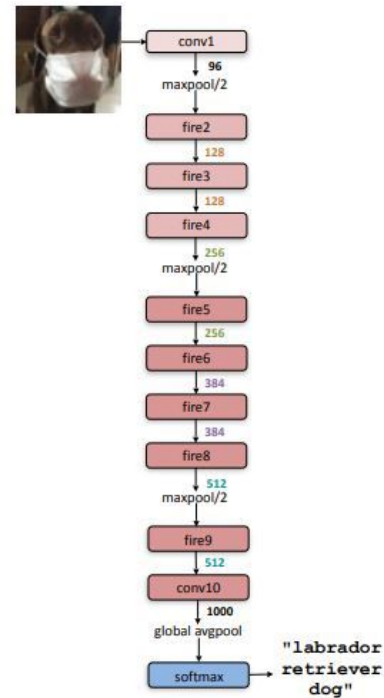 conv1
96
maxpool/2
fire2
128
fire3
128
fire4
256
maxpool/2
fire5
256
fire6
384
fire7
384
fire8
512
maxpool/2
fire9
512
conv10
1000
global avgpool
softmax
"labrador
retriever
dog"